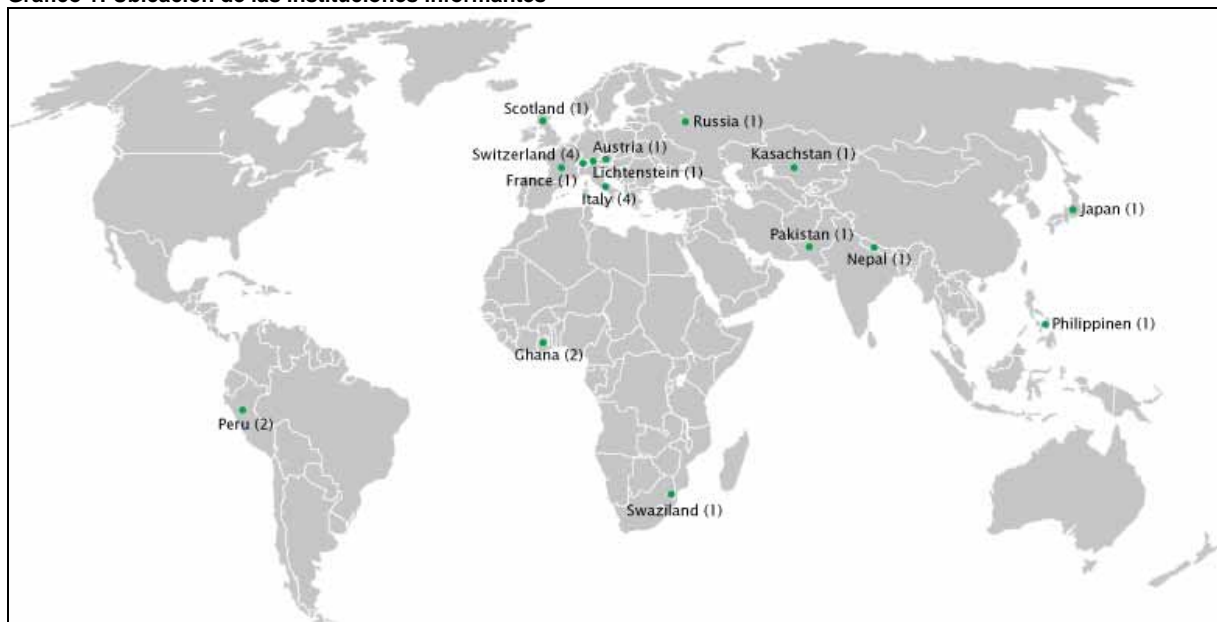 Gráfico 1: Ubicación de las instituciones informantes
Scotland (1)
Russia (1)
Austria (1)
Switzerland (4)
Kasachstan (1)
France (1)
Lichtenstein (1)
Italy (4)
Japan (1)
Pakistan (1)
Nepal (1)
Philippinen (1)
Ghana (2)
Peru (2)
Swaziland (1)